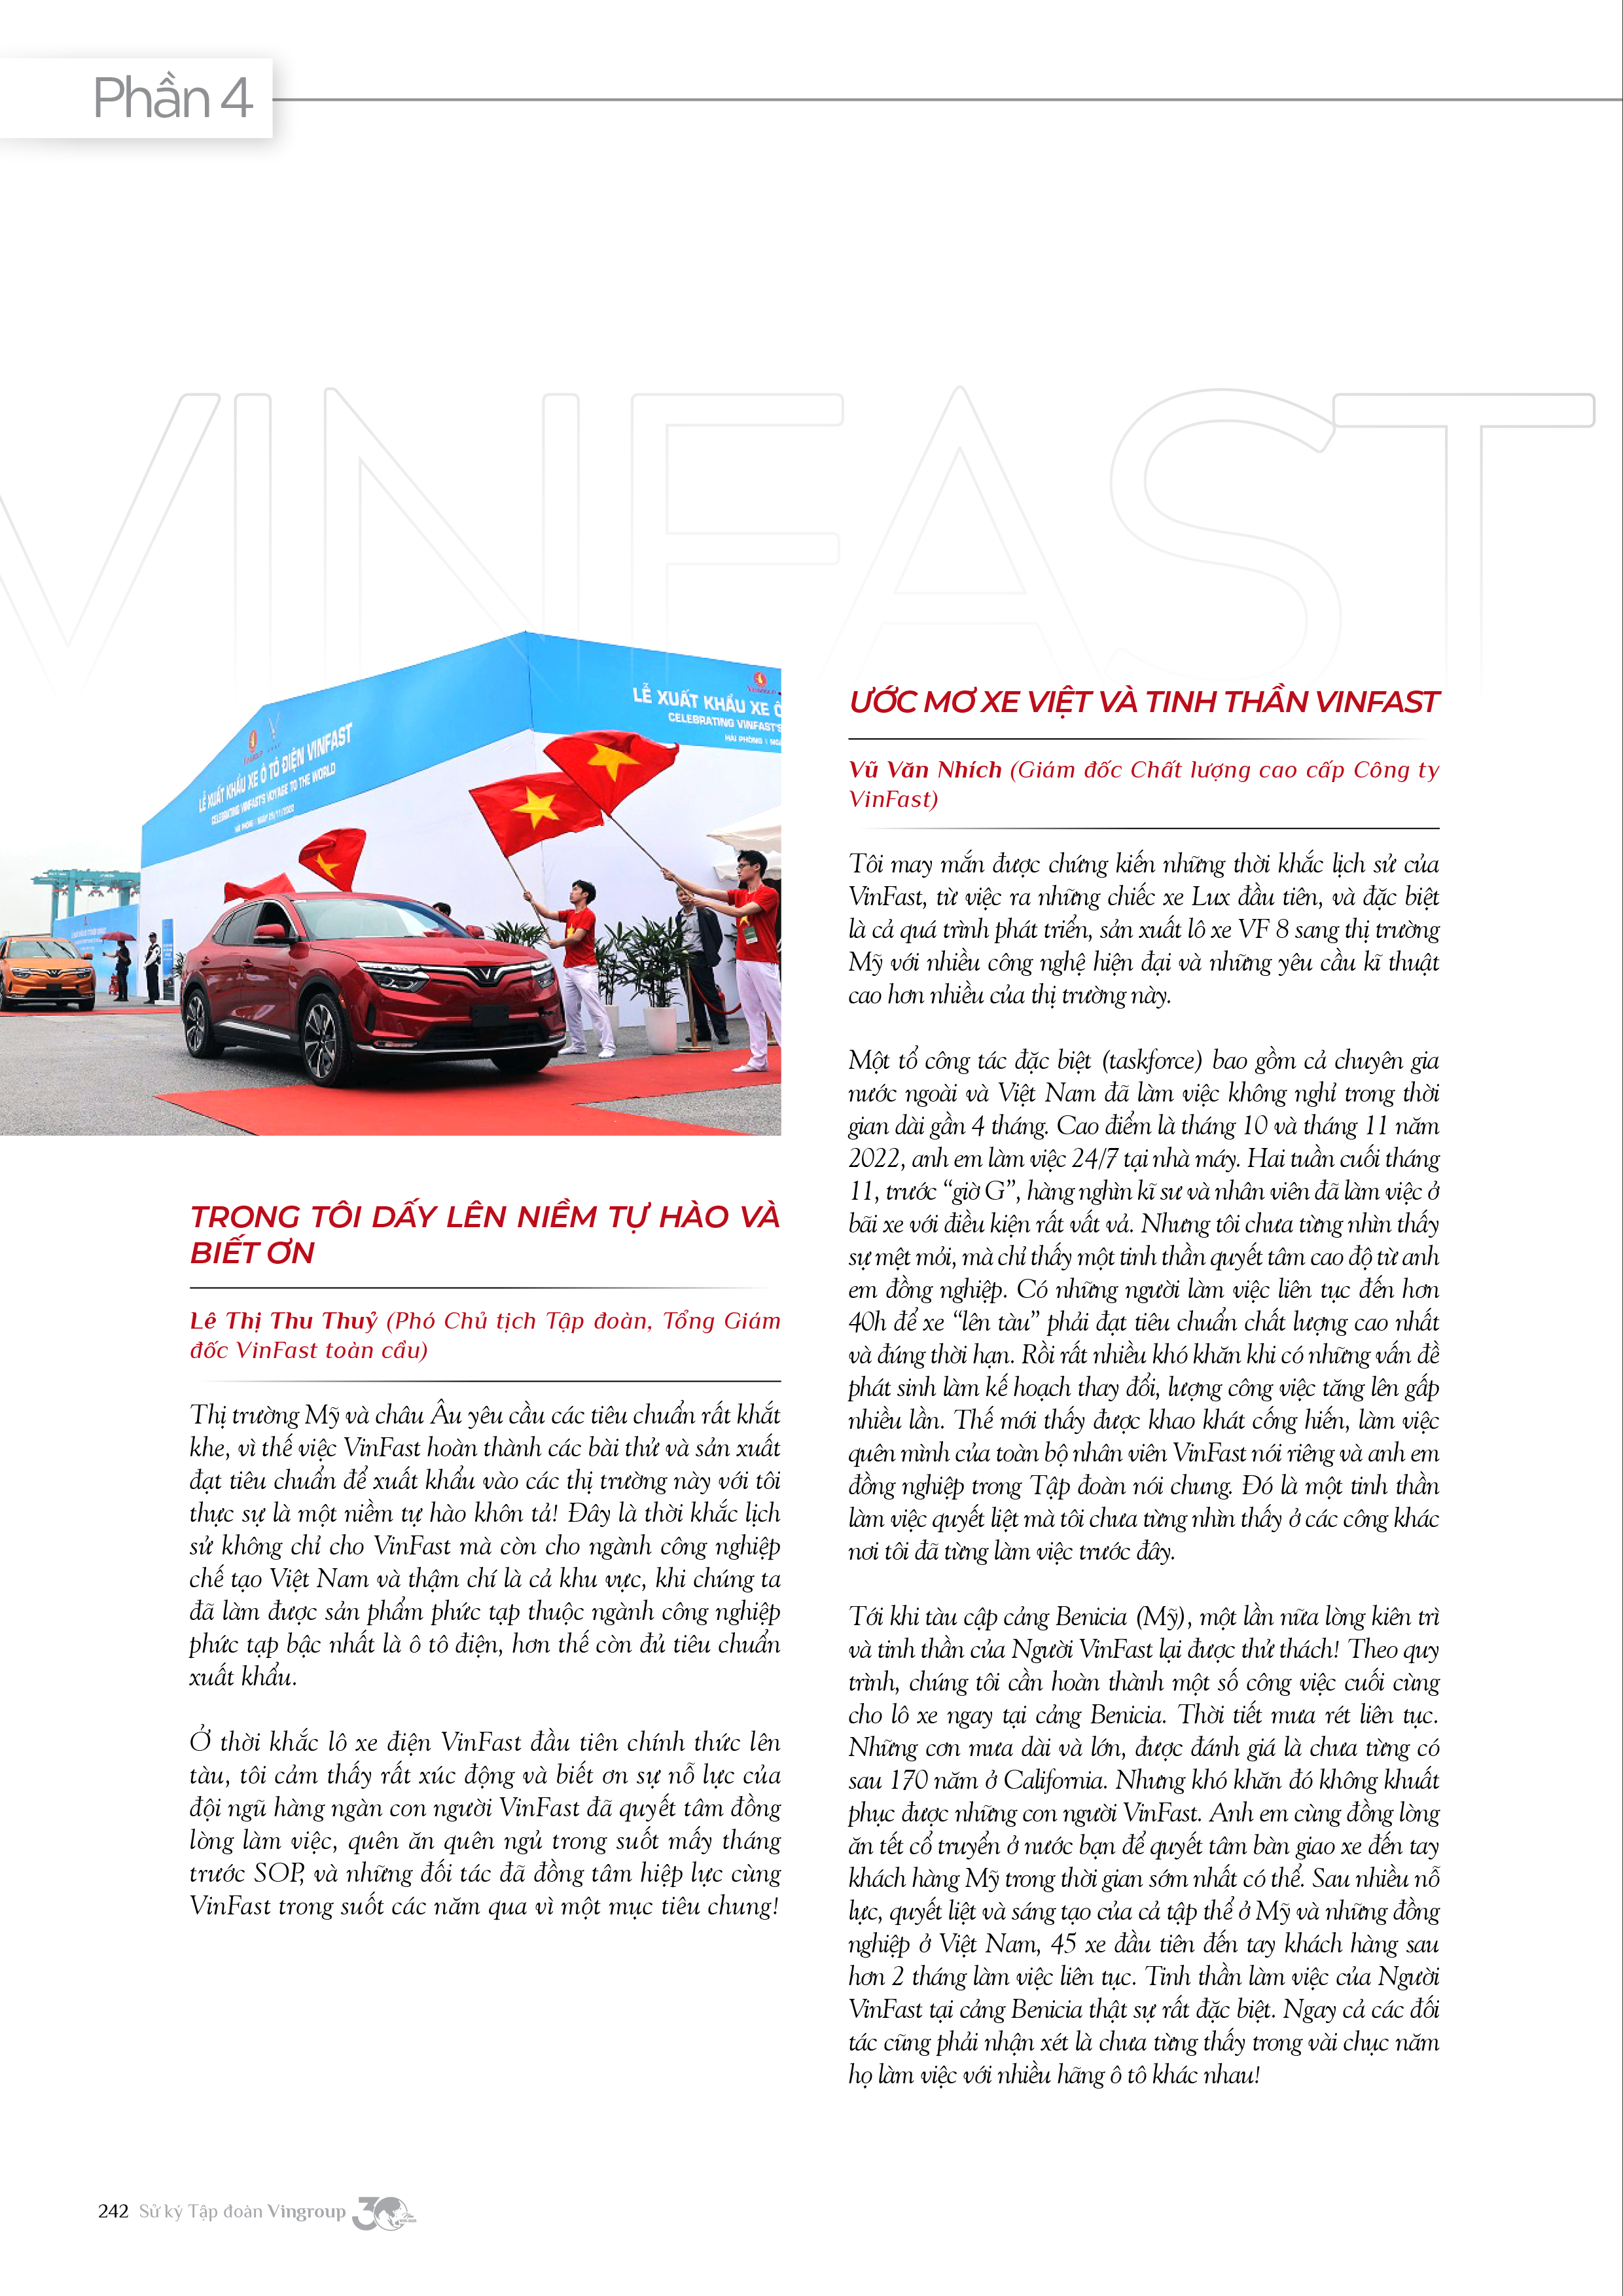 Phần 4
VINFAST
LỄ XUẤT KHẨU XE Ô TÔ ĐIỆN VINFAST
CELEBRATING VINFAST'S VOYAGE TO THE WORLD
HẢI PHÒNG | NGÀY 25/11/2022
VINGROUP
LỄ XUẤT KHẨU XE Ô
CELEBRATING VINFAST'S
HẢI PHÒNG | NGÀ
TRONG TÔI DẤY LÊN NIỀM TỰ HÀO VÀ
BIẾT ƠN
Lê Thị Thu Thuỷ (Phó Chủ tịch Tập đoàn, Tổng Giám
đốc VinFast toàn cầu)
Thị trường Mỹ và châu Âu yêu cầu các tiêu chuẩn rất khắt
khe, vì thế việc VinFast hoàn thành các bài thử và sản xuất
đạt tiêu chuẩn để xuất khẩu vào các thị trường này với tôi
thực sự là một niềm tự hào khôn tả! Đây là thời khắc lịch
sử không chỉ cho VinFast mà còn cho ngành công nghiệp
chế tạo Việt Nam và thậm chí là cả khu vực, khi chúng ta
đã làm được sản phẩm phức tạp thuộc ngành công nghiệp
phức tạp bậc nhất là ô tô điện, hơn thế còn đủ tiêu chuẩn
xuất khẩu.
Ở thời khắc lô xe điện VinFast đầu tiên chính thức lên
tàu, tôi cảm thấy rất xúc động và biết ơn sự nỗ lực của
đội ngũ hàng ngàn con người VinFast đã quyết tâm đồng
lòng làm việc, quên ăn quên ngủ trong suốt mấy tháng
trước SOP, và những đối tác đã đồng tâm hiệp lực cùng
VinFast trong suốt các năm qua vì một mục tiêu chung!
ƯỚC MƠ XE VIỆT VÀ TINH THẦN VINFAST
Vũ Văn Nhích (Giám đốc Chất lượng cao cấp Công ty
VinFast)
Tôi may mắn được chứng kiến những thời khắc lịch sử của
VinFast, từ việc ra những chiếc xe Lux đầu tiên, và đặc biệt
là cả quá trình phát triển, sản xuất lô xe VF 8 sang thị trường
Mỹ với nhiều công nghệ hiện đại và những yêu cầu kĩ thuật
cao hơn nhiều của thị trường này.
Một tổ công tác đặc biệt (taskforce) bao gồm cả chuyên gia
nước ngoài và Việt Nam đã làm việc không nghỉ trong thời
gian dài gần 4 tháng. Cao điểm là tháng 10 và tháng 11 năm
2022, anh em làm việc 24/7 tại nhà máy. Hai tuần cuối tháng
11, trước “giờ G”, hàng nghìn kĩ sư và nhân viên đã làm việc ở
bãi xe với điều kiện rất vất vả. Nhưng tôi chưa từng nhìn thấy
sự mệt mỏi, mà chỉ thấy một tinh thần quyết tâm cao độ từ anh
em đồng nghiệp. Có những người làm việc liên tục đến hơn
40h để xe “lên tàu” phải đạt tiêu chuẩn chất lượng cao nhất
và đúng thời hạn. Rồi rất nhiều khó khăn khi có những vấn đề
phát sinh làm kế hoạch thay đổi, lượng công việc tăng lên gấp
nhiều lần. Thế mới thấy được khao khát cống hiến, làm việc
quên mình của toàn bộ nhân viên VinFast nói riêng và anh em
đồng nghiệp trong Tập đoàn nói chung. Đó là một tinh thần
làm việc quyết liệt mà tôi chưa từng nhìn thấy ở các công khác
nơi tôi đã từng làm việc trước đây.
Tới khi tàu cập cảng Benicia (Mỹ), một lần nữa lòng kiên trì
và tinh thần của Người VinFast lại được thử thách! Theo quy
trình, chúng tôi cần hoàn thành một số công việc cuối cùng
cho lô xe ngay tại cảng Benicia. Thời tiết mưa rét liên tục.
Những cơn mưa dài và lớn, được đánh giá là chưa từng có
sau 170 năm ở California. Nhưng khó khăn đó không khuất
phục được những con người VinFast. Anh em cùng đồng lòng
ăn tết cổ truyền ở nước bạn để quyết tâm bàn giao xe đến tay
khách hàng Mỹ trong thời gian sớm nhất có thể. Sau nhiều nỗ
lực, quyết liệt và sáng tạo của cả tập thể ở Mỹ và những đồng
nghiệp ở Việt Nam, 45 xe đầu tiên đến tay khách hàng sau
hơn 2 tháng làm việc liên tục. Tinh thần làm việc của Người
VinFast tại cảng Benicia thật sự rất đặc biệt. Ngay cả các đối
tác cũng phải nhận xét là chưa từng thấy trong vài chục năm
họ làm việc với nhiều hãng ô tô khác nhau!
242 Sử ký Tập đoàn Vingroup 30